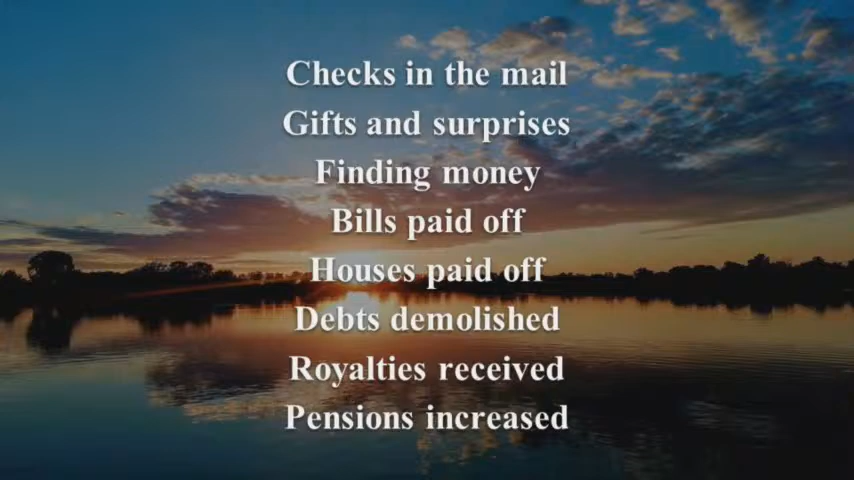 Checks in the mail
Gifts and surprises
Finding money
Bills paid off
Houses paid off
Debts demolished
Royalties received
Pensions increased